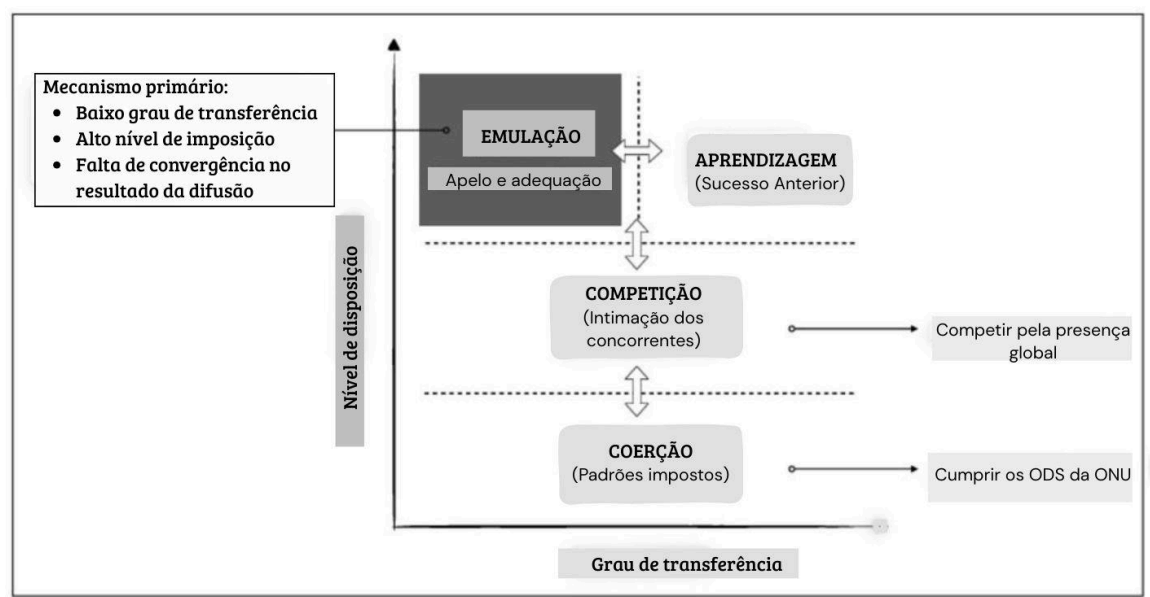 Mecanismo primário:
• Baixo grau de transferência
• Alto nível de imposição
• Falta de convergência no
resultado da difusão
EMULAÇÃO
Apelo e adequação
APRENDIZAGEM
(Sucesso Anterior)
Nível de disposição
COMPETIÇÃO
(Intimação dos
concorrentes)
Competir pela presença
global
COERÇÃO
(Padrões impostos)
Cumprir os ODS da ONU
Grau de transferência